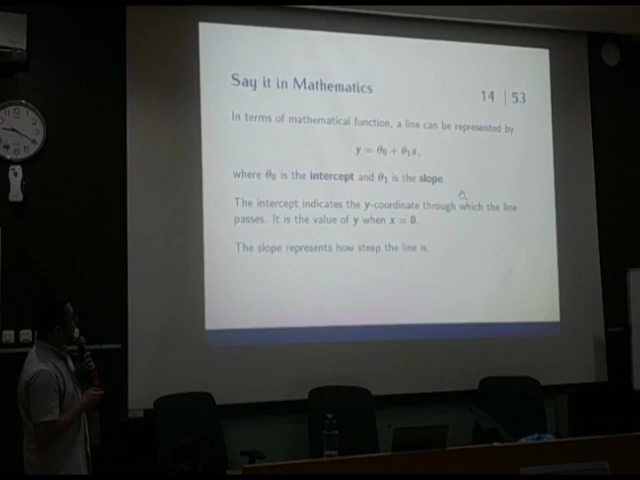 Say it in Mathematics
14 | 53
In terms of mathematical function, a line can be represented by
y = θ₀ + θ₁x,
where θ₀ is the intercept and θ₁ is the slope.
The intercept indicates the y-coordinate through which the line
passes. It is the value of y when x = 0.
The slope represents how steep the line is.